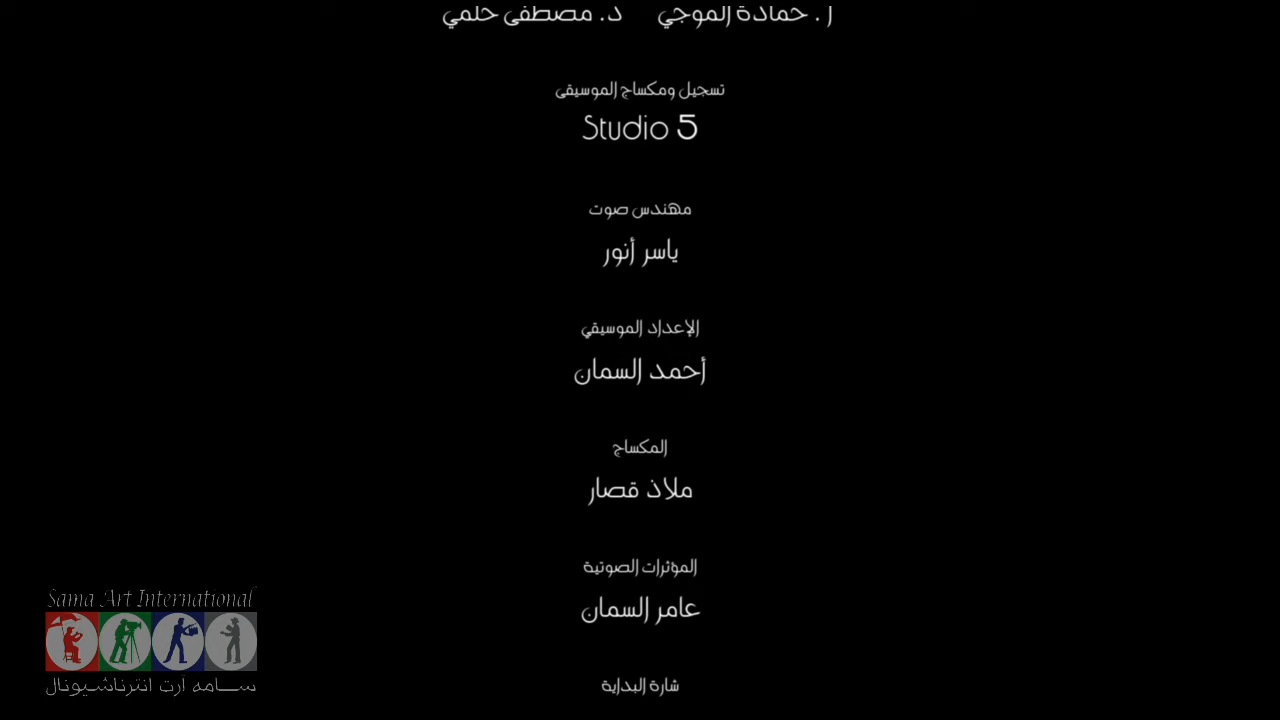 أ. حمادة الموجي د. مصطفى حلمي
تسجيل ومكساج الموسيقى
Studio 5
مهندس صوت
ياسر أنور
الإعداد الموسيقي
أحمد السمان
المكساج
ملاذ قصار
المؤثرات الصوتية
عامر السمان
شارة البداية
Sama Art International
سامه آرت انترناشيونال